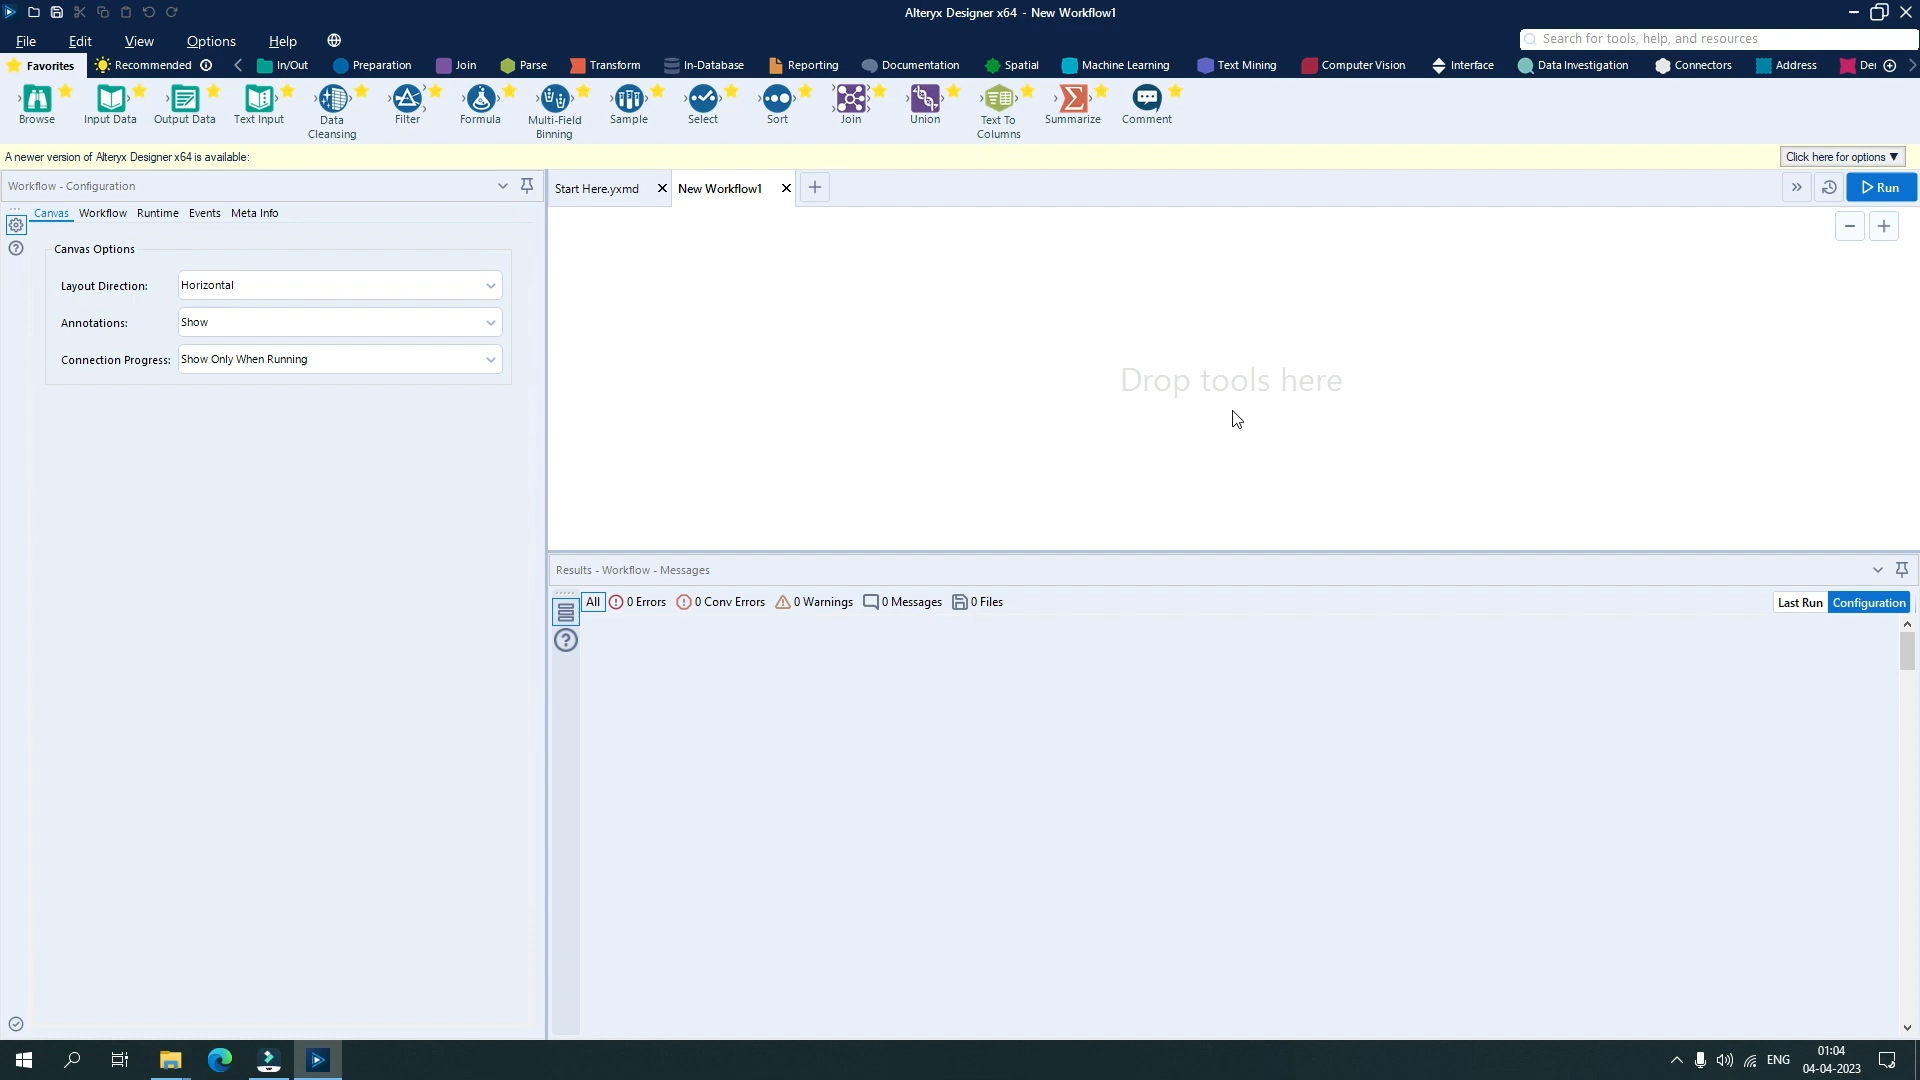 Alteryx Designer x64 - New Workflow1
File Edit View Options Help
Search for tools, help, and resources
Favorites Recommended In/Out Preparation Join Parse Transform In-Database Reporting Documentation Spatial Machine Learning Text Mining Computer Vision Interface Data Investigation Connectors Address De
Browse Input Data Output Data Text Input Data Cleansing Filter Formula Multi-Field Binning Sample Select Sort Join Union Text To Columns Summarize Comment
A newer version of Alteryx Designer x64 is available: Click here for options ▼
Workflow - Configuration
Start Here.yxmd New Workflow1 Run
Canvas Workflow Runtime Events Meta Info
Canvas Options
Layout Direction: Horizontal
Annotations: Show
Connection Progress: Show Only When Running
Drop tools here
Results - Workflow - Messages
All 0 Errors 0 Conv Errors 0 Warnings 0 Messages 0 Files Last Run Configuration
ENG
01:04
04-04-2023